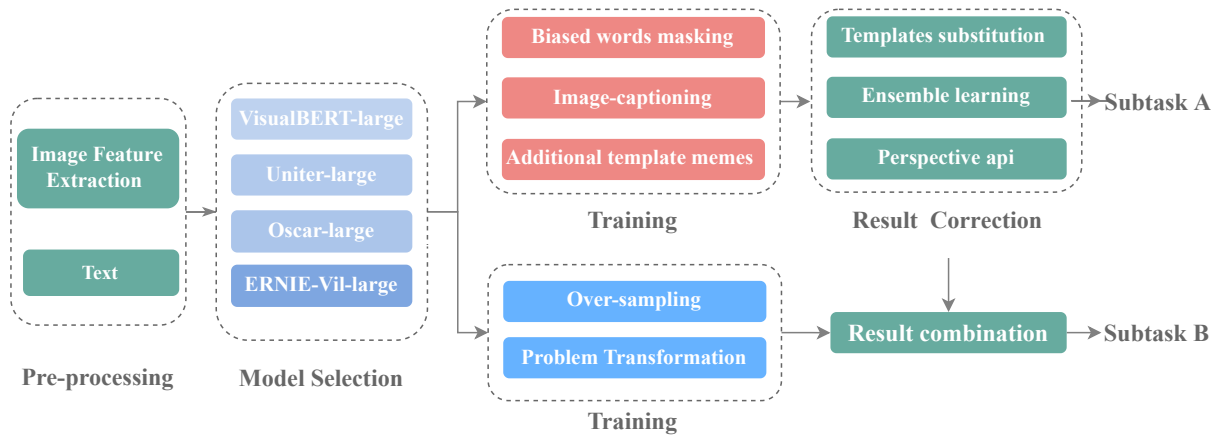 Image Feature
Extraction
Text
Pre-processing
VisualBERT-large
Uniter-large
Oscar-large
ERNIE-Vil-large
Model Selection
Biased words masking
Image-captioning
Additional template memes
Training
Templates substitution
Ensemble learning
Perspective api
Result Correction
Subtask A
Over-sampling
Problem Transformation
Training
Result combination
Subtask B